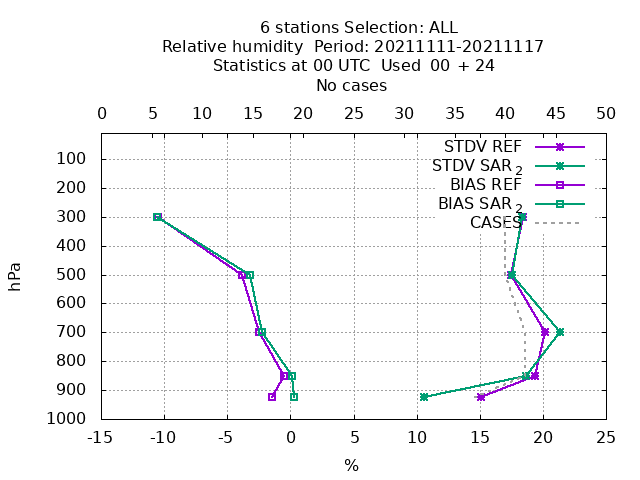 6 stations Selection: ALL
Relative humidity  Period: 20211111-20211117
Statistics at 00 UTC  Used  00 + 24
No cases
0 5 10 15 20 25 30 35 40 45 50
STDV REF
STDV SAR 2
BIAS REF
BIAS SAR 2
CASES
100
200
300
400
500
600
700
800
900
1000
hPa
-15 -10 -5 0 5 10 15 20 25
%